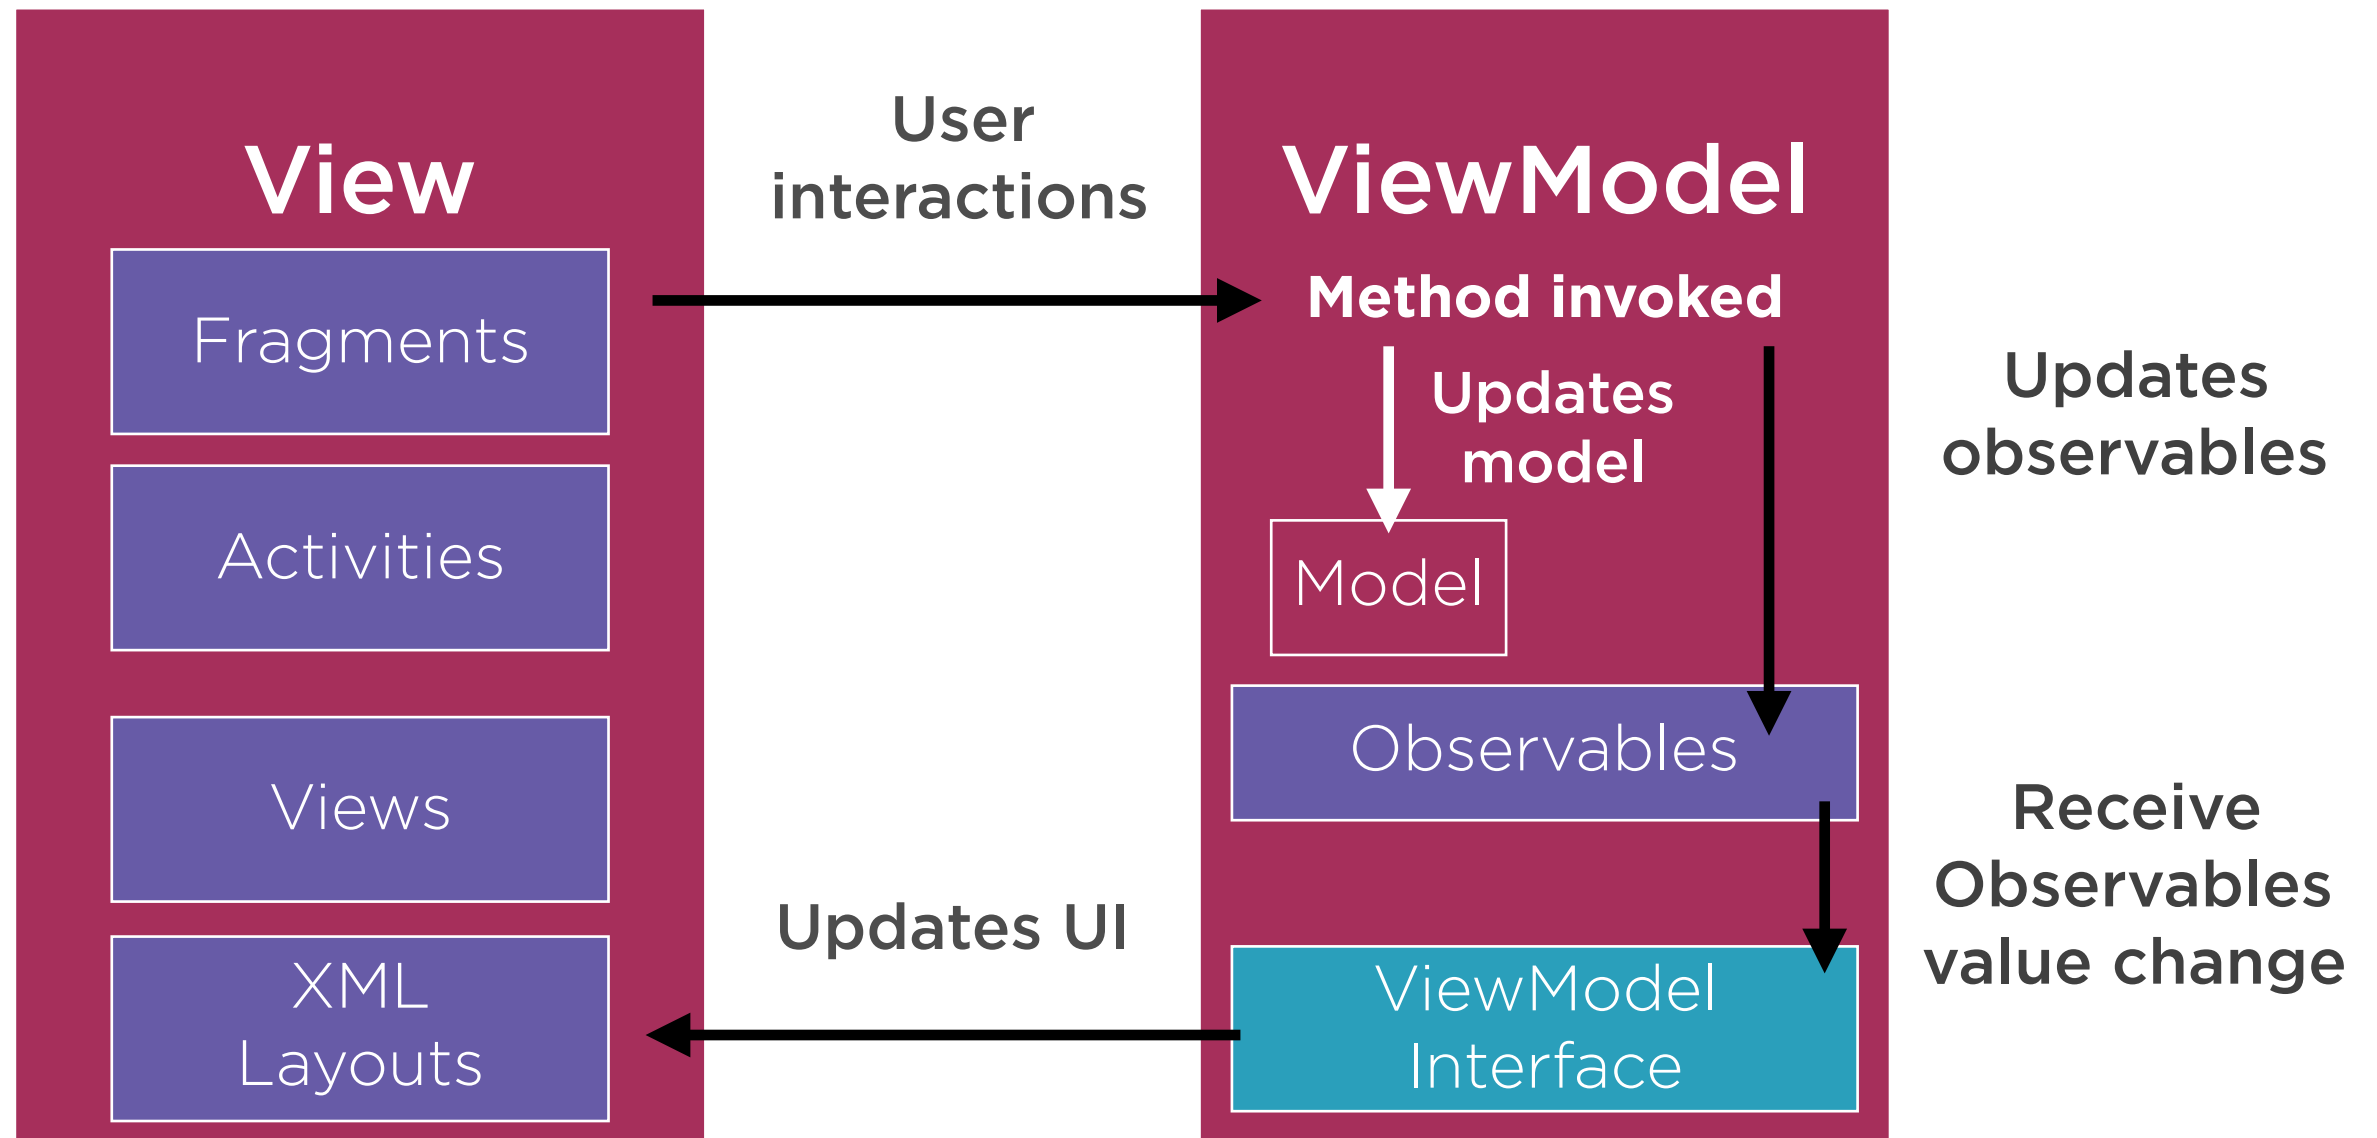 View
Fragments
Activities
Views
XML
Layouts
User
interactions
Updates UI
ViewModel
Method invoked
Updates
model
Model
Observables
ViewModel
Interface
Updates
observables
Receive
Observables
value change